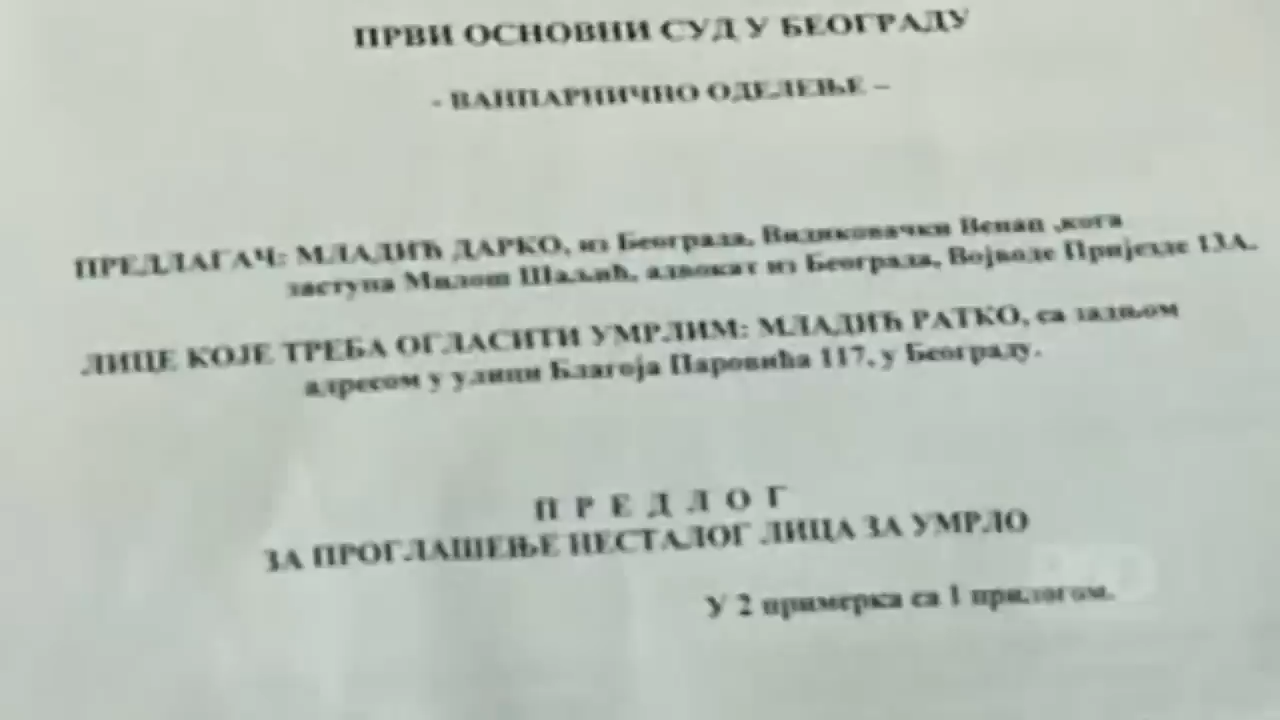 ПРВИ ОСНОВНИ СУД У БЕОГРАДУ
- ВАНПАРНИЧНО ОДЕЛЕЊЕ –
ПРЕДЛАГАЧ: МЛАДИЋ ДАРКО, из Београда, Видиковачки Венац ,кога
заступа Милош Шаљић, адвокат из Београда, Војводе Пријезде 13А.
ЛИЦЕ КОЈЕ ТРЕБА ОГЛАСИТИ УМРЛИМ: МЛАДИЋ РАТКО, са задњом
адресом у улици Благоја Паровића 117, у Београду.
П Р Е Д Л О Г
ЗА ПРОГЛАШЕЊЕ НЕСТАЛОГ ЛИЦА ЗА УМРЛО
У 2 примерка са 1 прилогом.